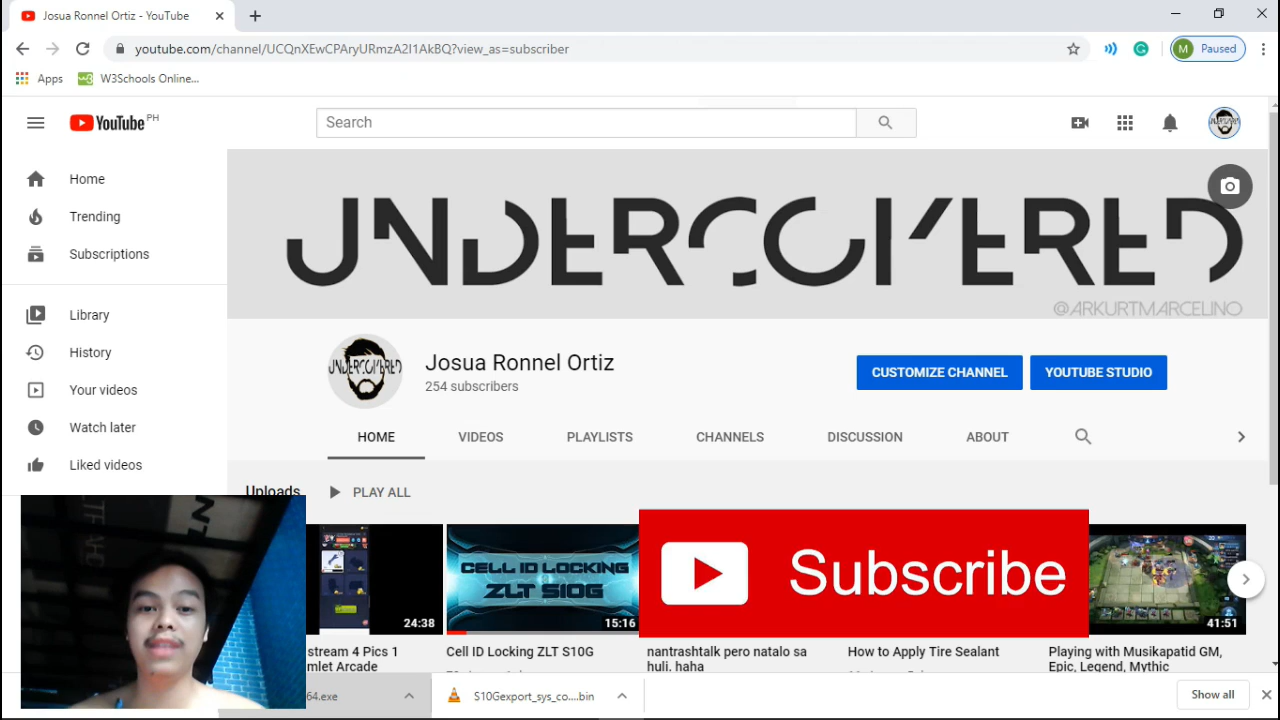 Josua Ronnel Ortiz - YouTube
youtube.com/channel/UCQnXEwCPAryURmzA2I1AkBQ?view_as=subscriber
M Paused
Apps W3Schools Online...
YouTube PH
Search
Home
Trending
Subscriptions
Library
History
Your videos
Watch later
Liked videos
UNDERCOVERED
@ARKURTMARCELINO
UNDERCOVERED
Josua Ronnel Ortiz
254 subscribers
CUSTOMIZE CHANNEL YOUTUBE STUDIO
HOME VIDEOS PLAYLISTS CHANNELS DISCUSSION ABOUT
Uploads PLAY ALL
CELL ID LOCKING
ZLT S10G
Subscribe
24:38 15:16 41:51
stream 4 Pics 1
mlet Arcade
Cell ID Locking ZLT S10G
nantrashtalk pero natalo sa
huli. haha
How to Apply Tire Sealant
Playing with Musikapatid GM,
Epic, Legend, Mythic
64.exe S10Gexport_sys_co....bin Show all